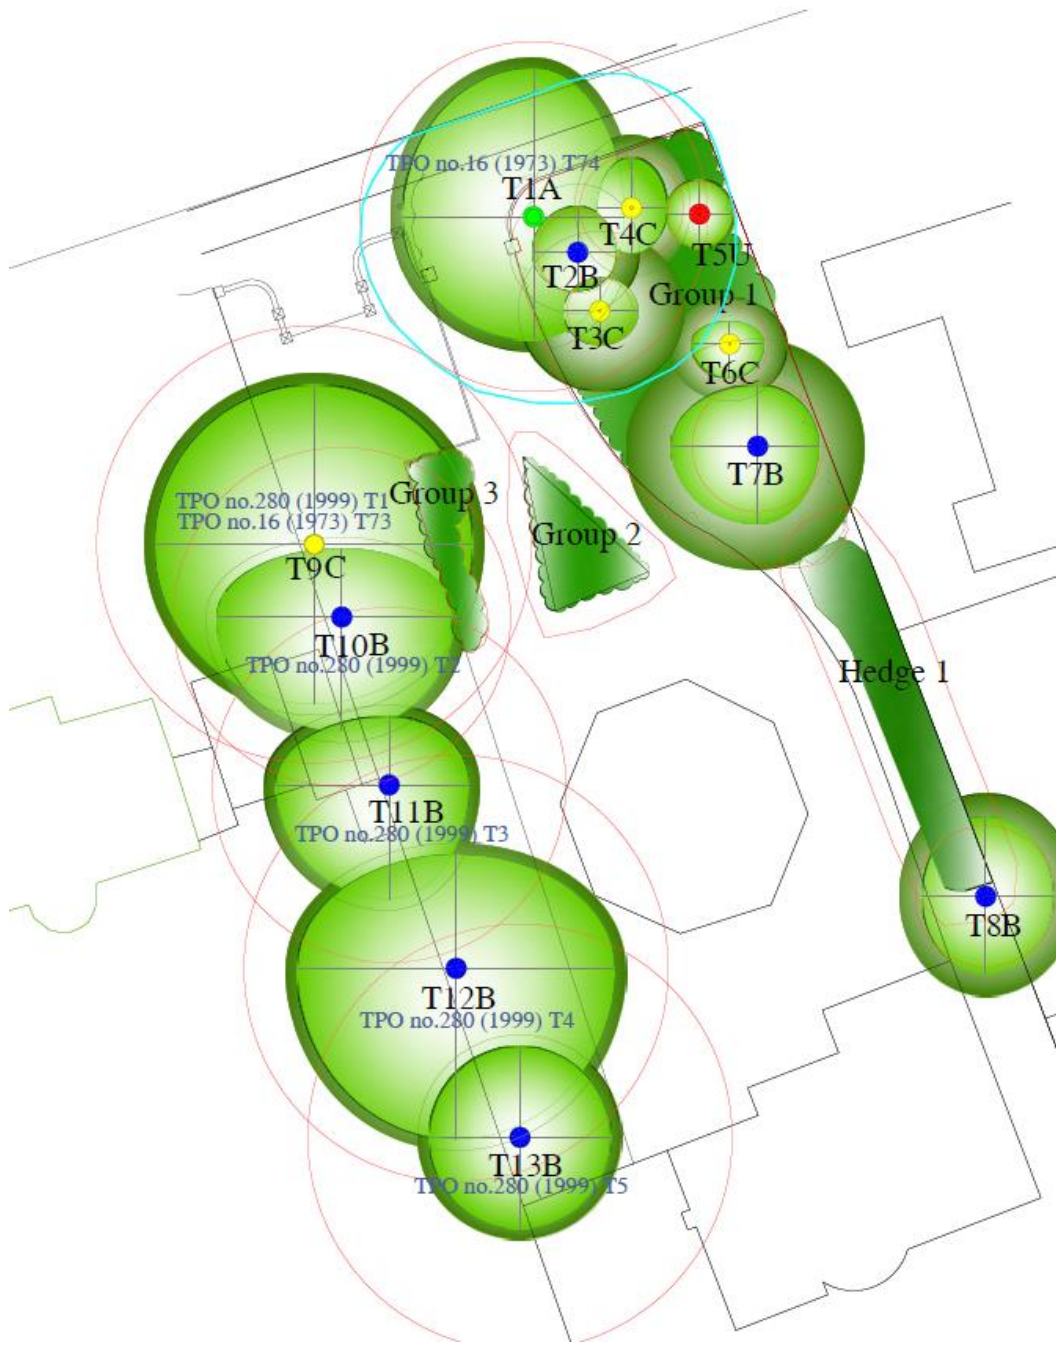 TPO no.16 (1973) T74
T1A
T4C
T5U
T2B
Group 1
T3C
T6C
T7B
Group 3
TPO no.280 (1999) T1
TPO no.16 (1973) T73
Group 2
T9C
T10B
TPO no.280 (1999) T2
Hedge 1
T11B
TPO no.280 (1999) T3
T8B
T12B
TPO no.280 (1999) T4
T13B
TPO no.280 (1999) T5